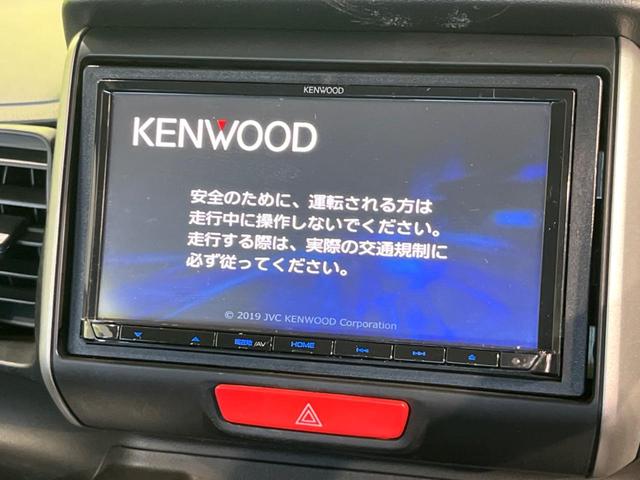 KENWOOD
KENWOOD
安全のために、運転される方は
走行中に操作しないでください。
走行する際は、実際の交通規制に
必ず従ってください。
© 2019 JVC KENWOOD Corporation
/AV HOME